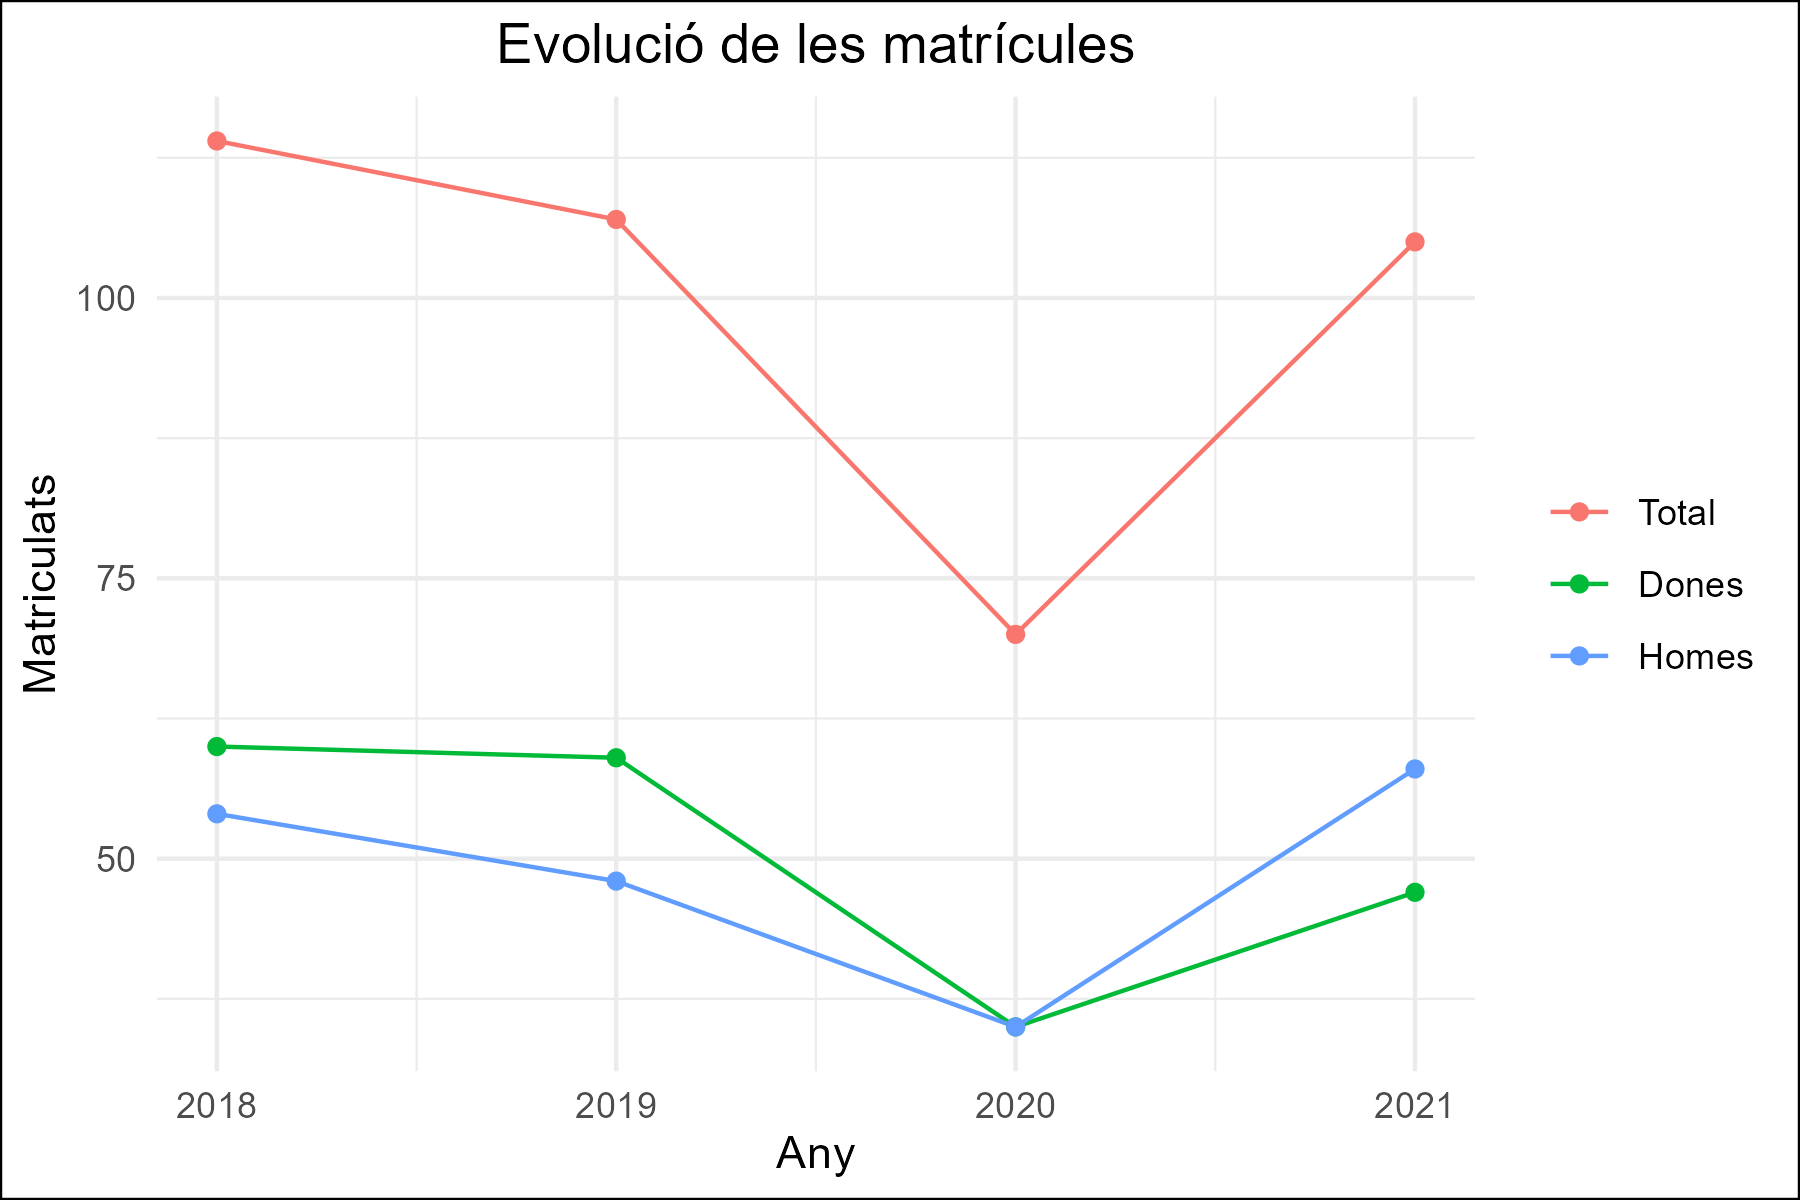 Evolució de les matrícules
Matriculats
100
75
50
2018
2019
2020
2021
Any
Total
Dones
Homes